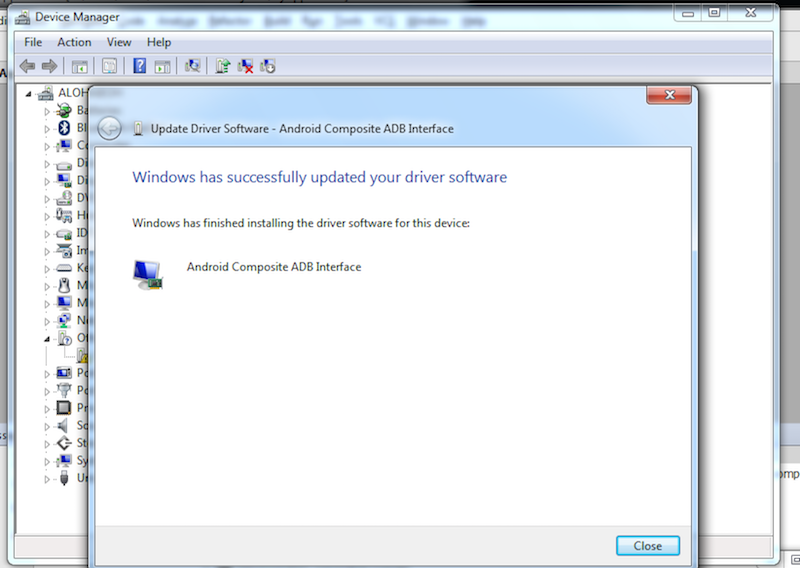 Device Manager
File Action View Help
Update Driver Software - Android Composite ADB Interface
Windows has successfully updated your driver software
Windows has finished installing the driver software for this device:
Android Composite ADB Interface
Close
ALOH
Ba
Bl
Co
Di
Di
DV
H
ID
Im
Ke
M
M
Ne
Ot
Po
Po
Pr
So
St
Sy
Un
omp